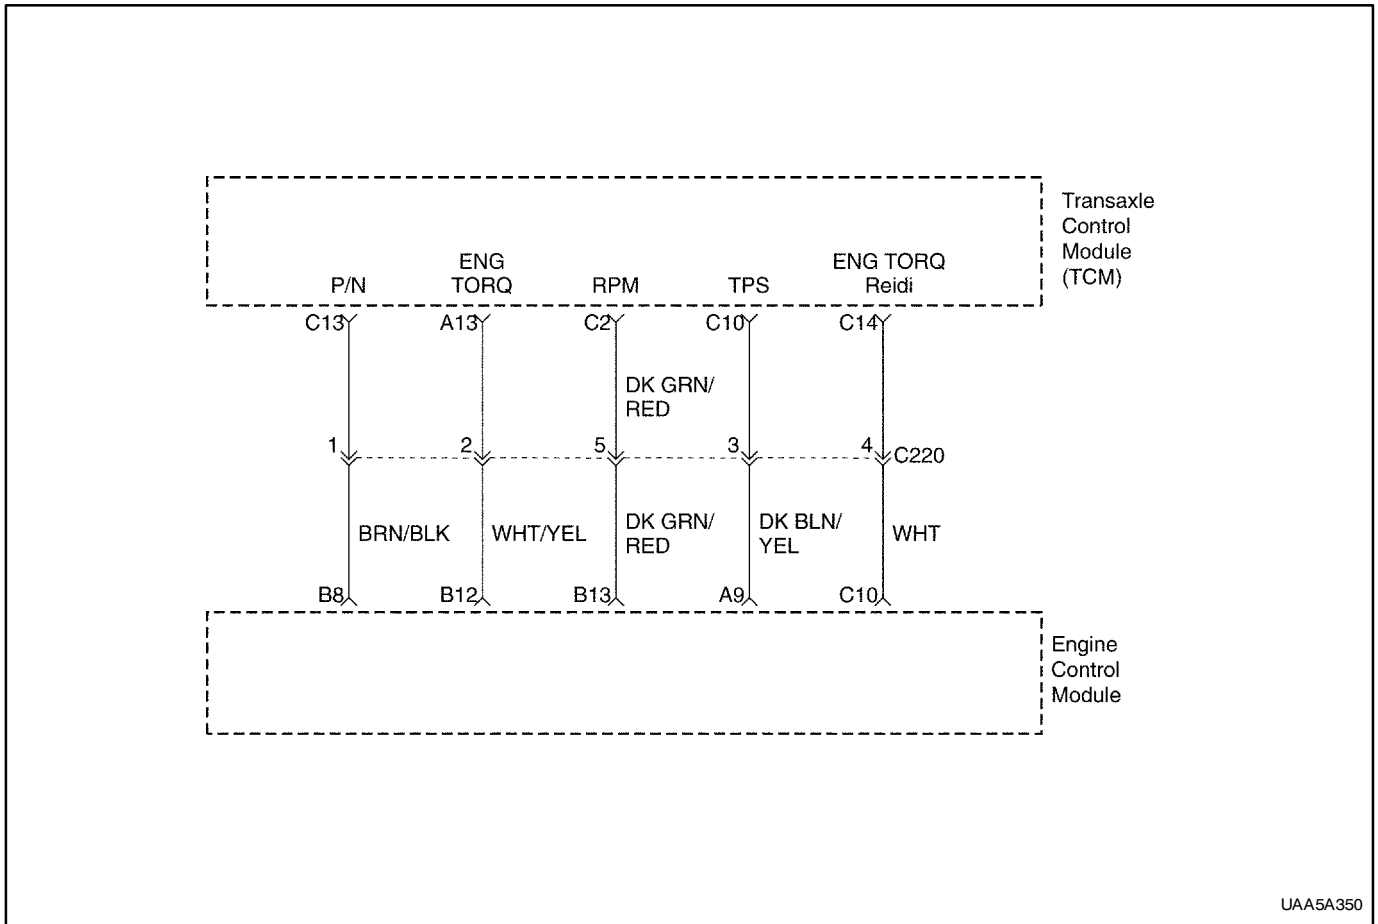 Transaxle
Control
Module
(TCM)
ENG
TORQ
ENG TORQ
Reidi
P/N
RPM
TPS
C13
A13
C2
C10
C14
DK GRN/
RED
1
2
5
3
4
C220
BRN/BLK
WHT/YEL
DK GRN/
RED
DK BLN/
YEL
WHT
B8
B12
B13
A9
C10
Engine
Control
Module
UAA5A350